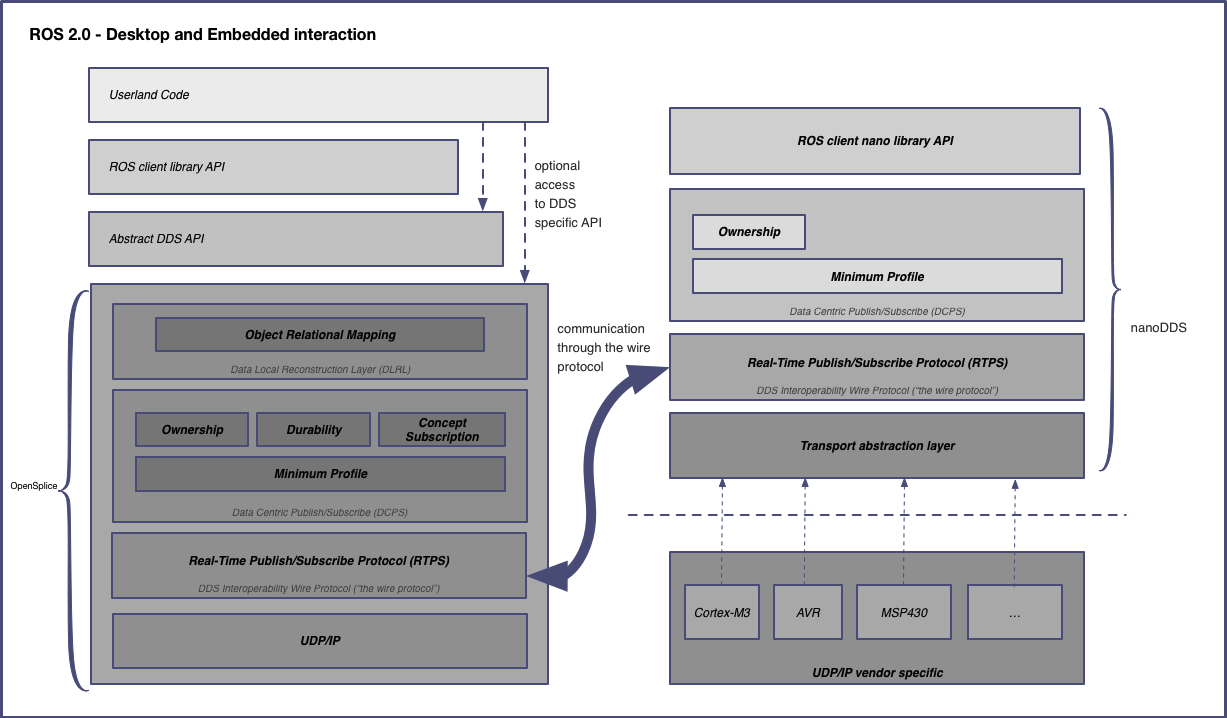 ROS 2.0 - Desktop and Embedded interaction
Userland Code
ROS client library API
Abstract DDS API
optional
access
to DDS
specific API
OpenSplice
Object Relational Mapping
Data Local Reconstruction Layer (DLRL)
Ownership
Durability
Concept
Subscription
Minimum Profile
Data Centric Publish/Subscribe (DCPS)
Real-Time Publish/Subscribe Protocol (RTPS)
DDS Interoperability Wire Protocol ("the wire protocol")
UDP/IP
communication
through the wire
protocol
ROS client nano library API
Ownership
Minimum Profile
Data Centric Publish/Subscribe (DCPS)
Real-Time Publish/Subscribe Protocol (RTPS)
DDS Interoperability Wire Protocol ("the wire protocol")
Transport abstraction layer
nanoDDS
Cortex-M3
AVR
MSP430
...
UDP/IP vendor specific